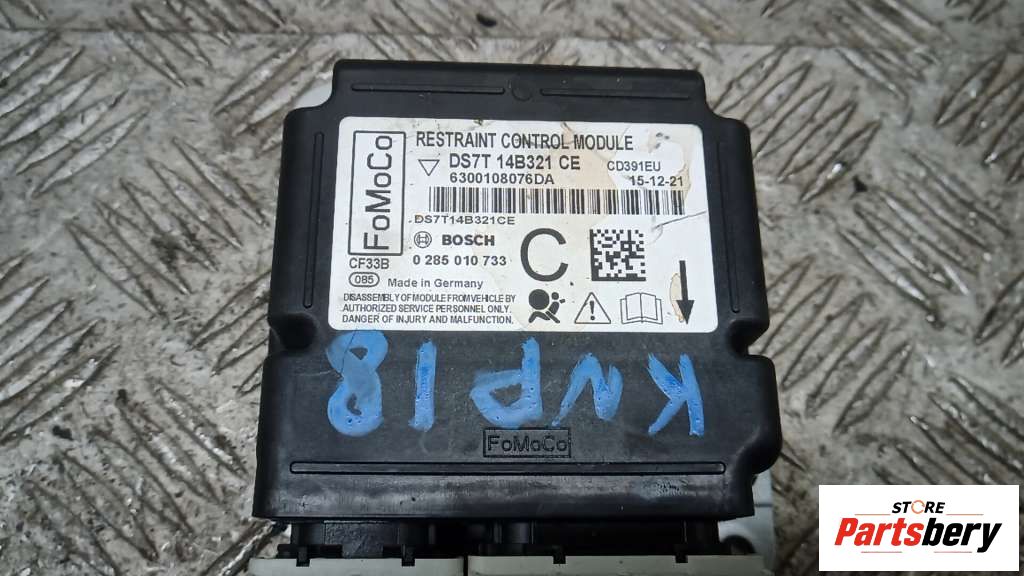 FoMoCo
RESTRAINT CONTROL MODULE
DS7T 14B321 CE
CD391EU
6300108076DA
15-12-21
DS7T14B321CE
BOSCH
C
0 285 010 733
CF33B
085
Made in Germany
DISASSEMBLY OF MODULE FROM VEHICLE BY
AUTHORIZED SERVICE PERSONNEL ONLY.
DANGER OF INJURY AND MALFUNCTION.
KNP18
FoMoCo
STORE
Partsbery